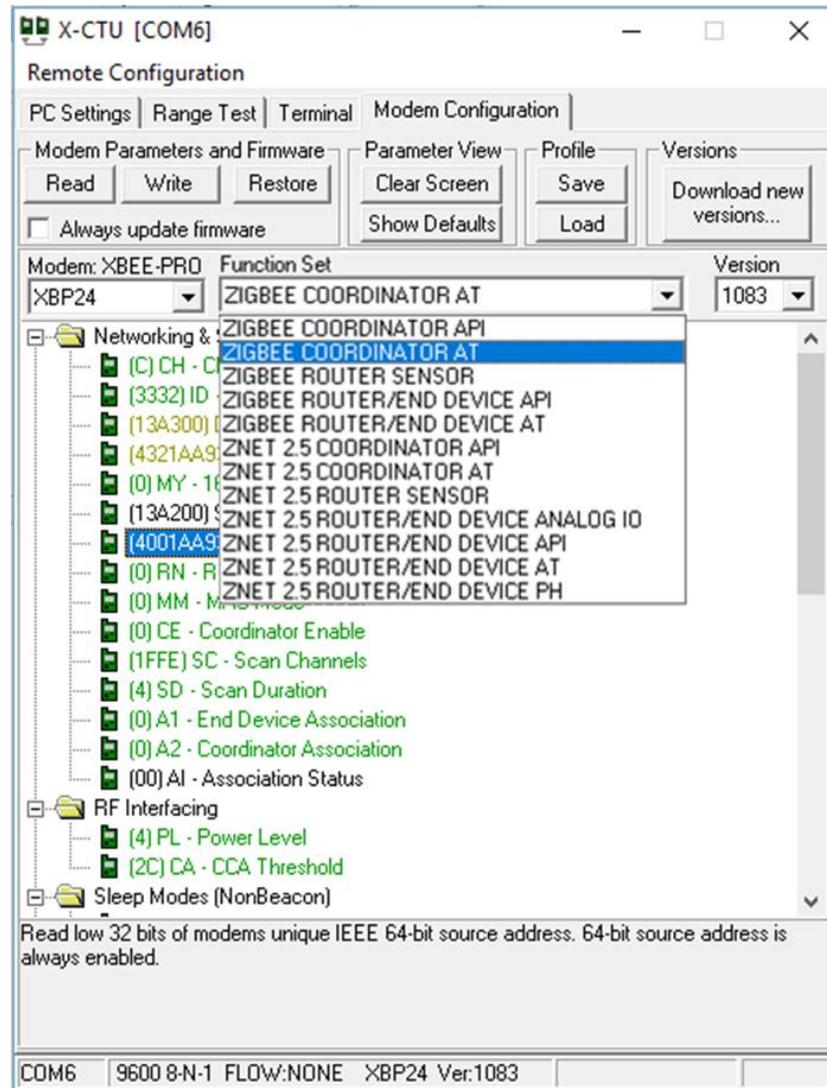 X-CTU [COM6]
Remote Configuration
PC Settings Range Test Terminal Modem Configuration
Modem Parameters and Firmware Parameter View Profile Versions
Read Write Restore Clear Screen Save Download new versions...
Always update firmware Show Defaults Load
Modem: XBEE-PRO Function Set Version
XBP24 ZIGBEE COORDINATOR AT 1083
Networking &
ZIGBEE COORDINATOR API
(C) CH -
ZIGBEE COORDINATOR AT
(3332) ID -
ZIGBEE ROUTER SENSOR
(13A300)
ZIGBEE ROUTER/END DEVICE API
(4321AA9
ZIGBEE ROUTER/END DEVICE AT
ZNET 2.5 COORDINATOR API
(0) MY - 16
ZNET 2.5 COORDINATOR AT
(13A200)
ZNET 2.5 ROUTER SENSOR
ZNET 2.5 ROUTER/END DEVICE ANALOG IO
(4001AA9
ZNET 2.5 ROUTER/END DEVICE API
(0) RN - R
ZNET 2.5 ROUTER/END DEVICE AT
(0) MM -
ZNET 2.5 ROUTER/END DEVICE PH
(0) CE - Coordinator Enable
(1FFE) SC - Scan Channels
(4) SD - Scan Duration
(0) A1 - End Device Association
(0) A2 - Coordinator Association
(00) AI - Association Status
RF Interfacing
(4) PL - Power Level
(2C) CA - CCA Threshold
Sleep Modes (NonBeacon)
Read low 32 bits of modems unique IEEE 64-bit source address. 64-bit source address is
always enabled.
COM6 9600 8-N-1 FLOW:NONE XBP24 Ver:1083